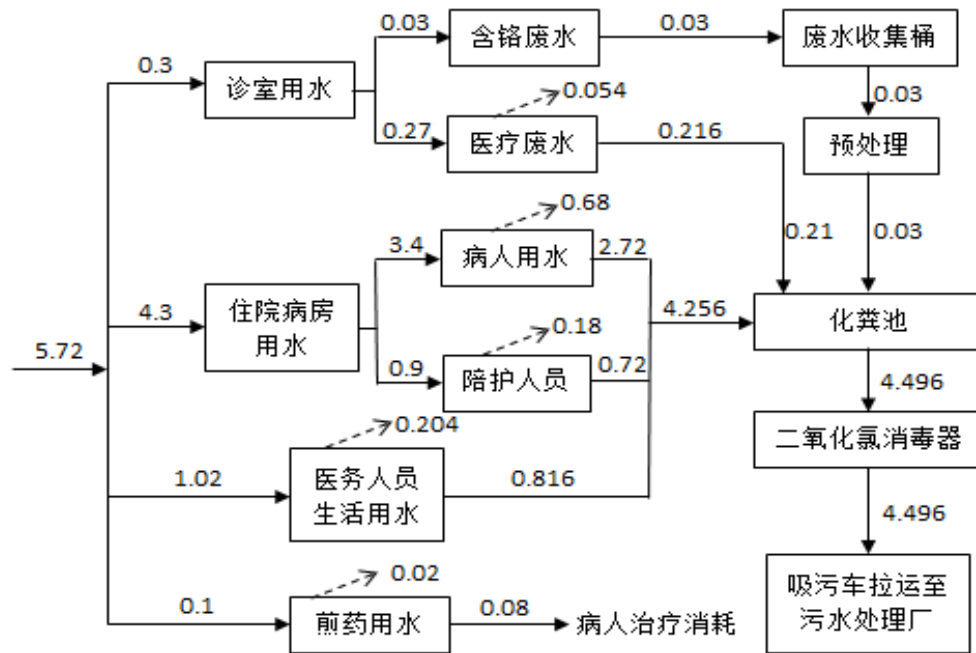 0.03
含铬废水
0.03
废水收集桶
0.3
诊室用水
0.054
0.03
0.27
医疗废水
0.216
预处理
0.68
0.21
0.03
3.4
病人用水
2.72
4.3
住院病房
用水
4.256
化粪池
0.18
5.72
0.9
陪护人员
0.72
4.496
0.204
二氧化氯消毒器
1.02
医务人员
生活用水
0.816
4.496
0.02
吸污车拉运至
污水处理厂
0.1
煎药用水
0.08
病人治疗消耗